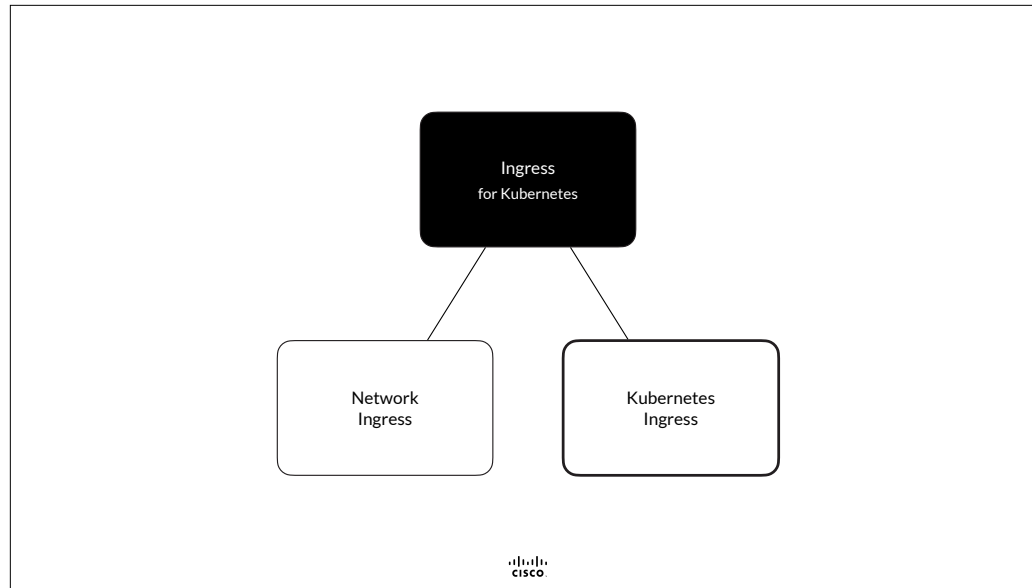 Ingress
for Kubernetes
Network
Ingress
Kubernetes
Ingress
CISCO